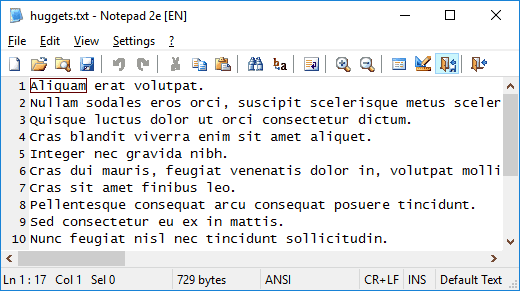 huggets.txt - Notepad 2e [EN]
File Edit View Settings ?
1 Aliquam erat volutpat.
2 Nullam sodales eros orci, suscipit scelerisque metus sceler
3 Quisque luctus dolor ut orci consectetur dictum.
4 Cras blandit viverra enim sit amet aliquet.
5 Integer nec gravida nibh.
6 Cras dui mauris, feugiat venenatis dolor in, volutpat molli
7 Cras sit amet finibus leo.
8 Pellentesque consequat arcu consequat posuere tincidunt.
9 Sed consectetur eu ex in mattis.
10 Nunc feugiat nisl nec tincidunt sollicitudin.
Ln 1 : 17 Col 1 Sel 0 729 bytes ANSI CR+LF INS Default Text